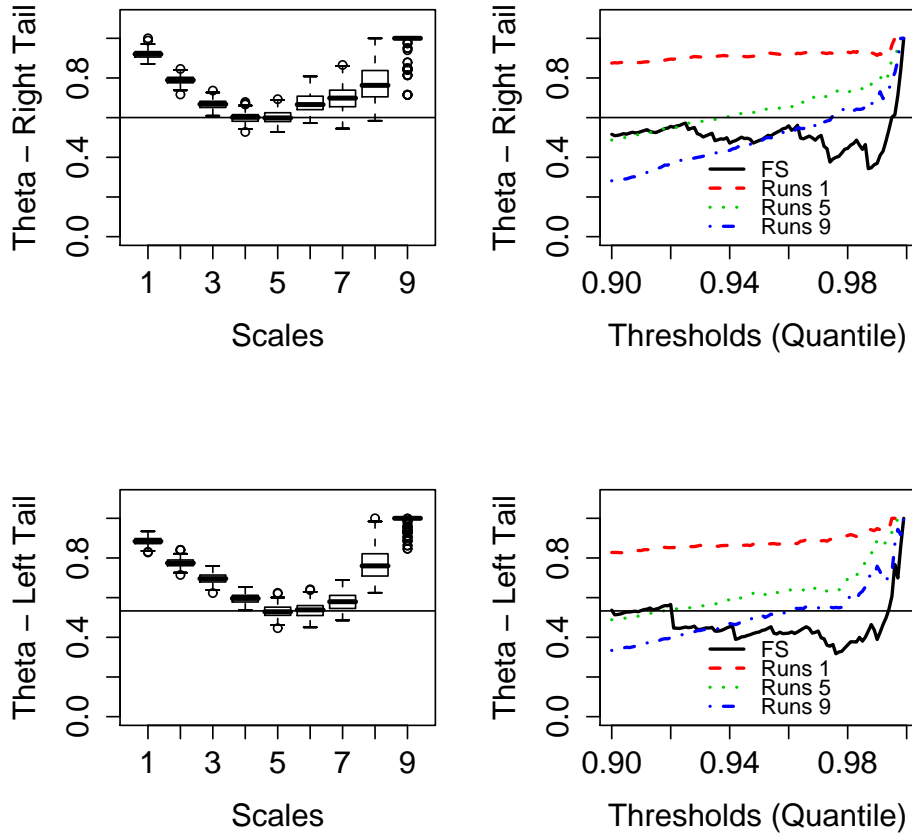 Theta − Right Tail
0.0
0.4
0.8
1
3
5
7
9
Scales
Theta − Right Tail
0.0
0.4
0.8
FS
Runs 1
Runs 5
Runs 9
0.90
0.94
0.98
Thresholds (Quantile)
Theta − Left Tail
0.0
0.4
0.8
1
3
5
7
9
Scales
Theta − Left Tail
0.0
0.4
0.8
FS
Runs 1
Runs 5
Runs 9
0.90
0.94
0.98
Thresholds (Quantile)